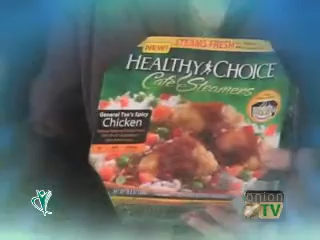 NEW!
STEAMS FRESH
HEALTHY CHOICE
Café Steamers
General Tso's Spicy
Chicken
onion
TV